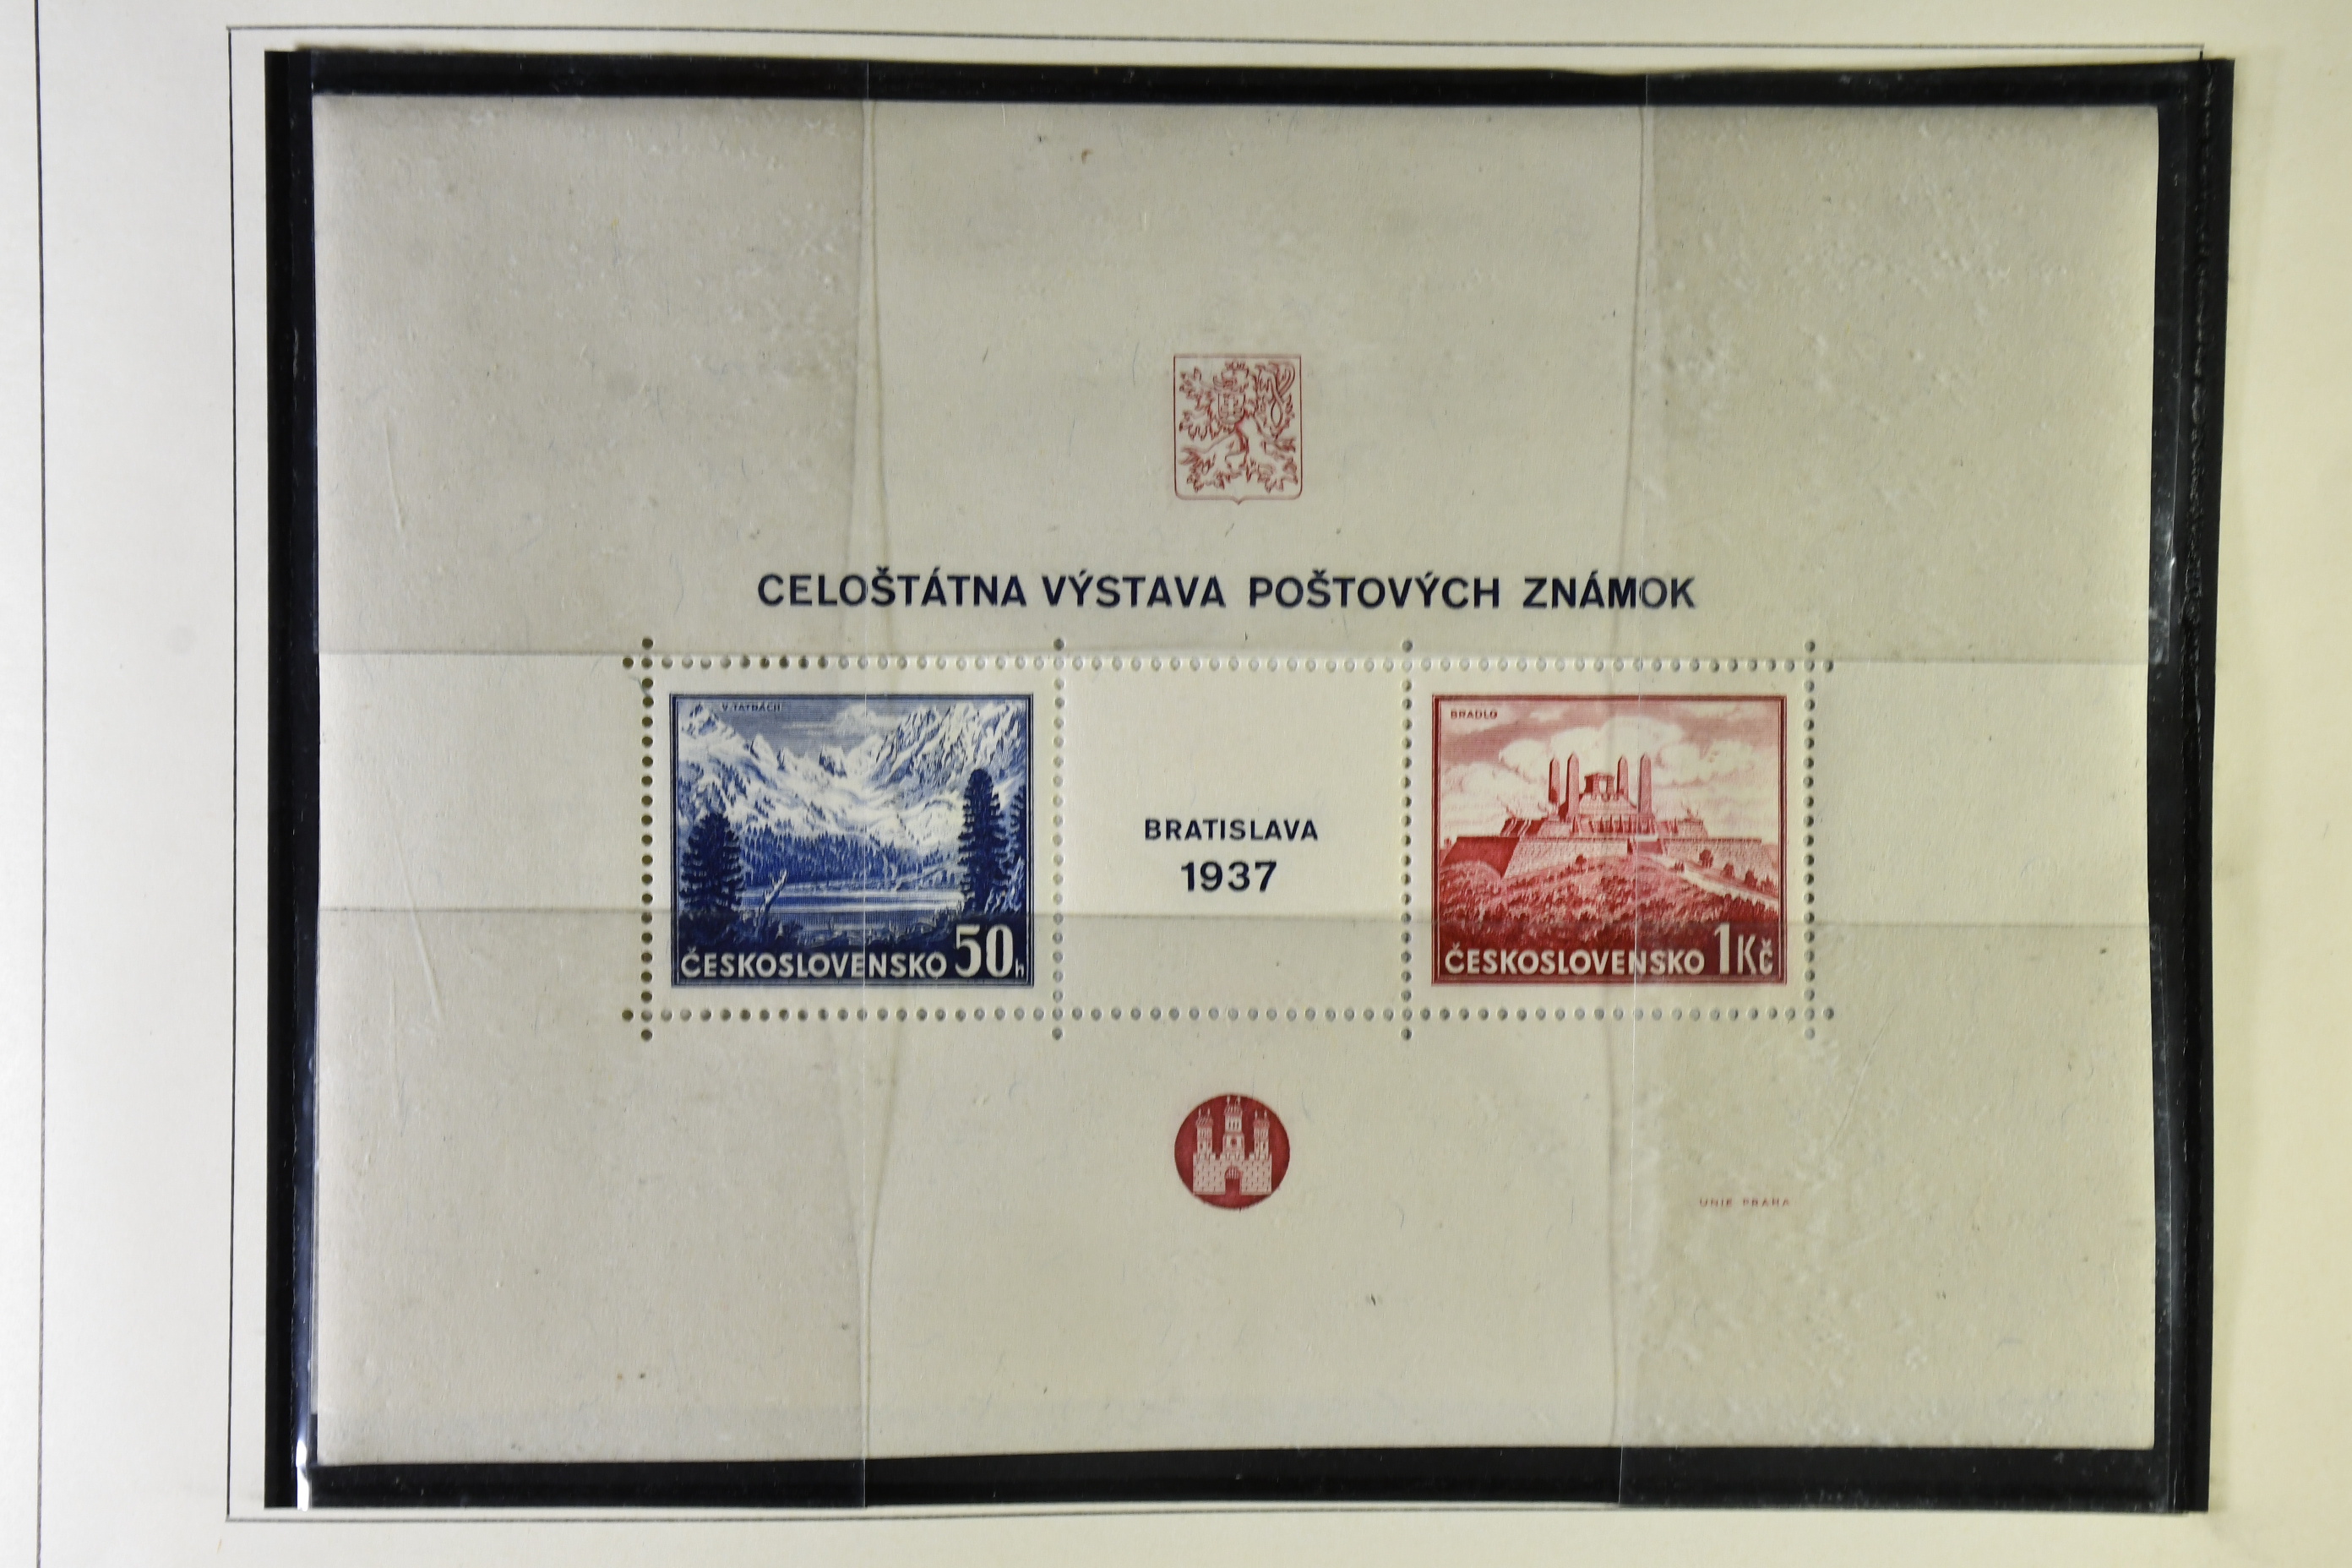 CELOŠTÁTNA VÝSTAVA POŠTOVÝCH ZNÁMOK
V TATRÁCH
ČESKOSLOVENSKO 50h
BRATISLAVA
1937
BRADLO
ČESKOSLOVENSKO 1Kč
UNIE PRAHA